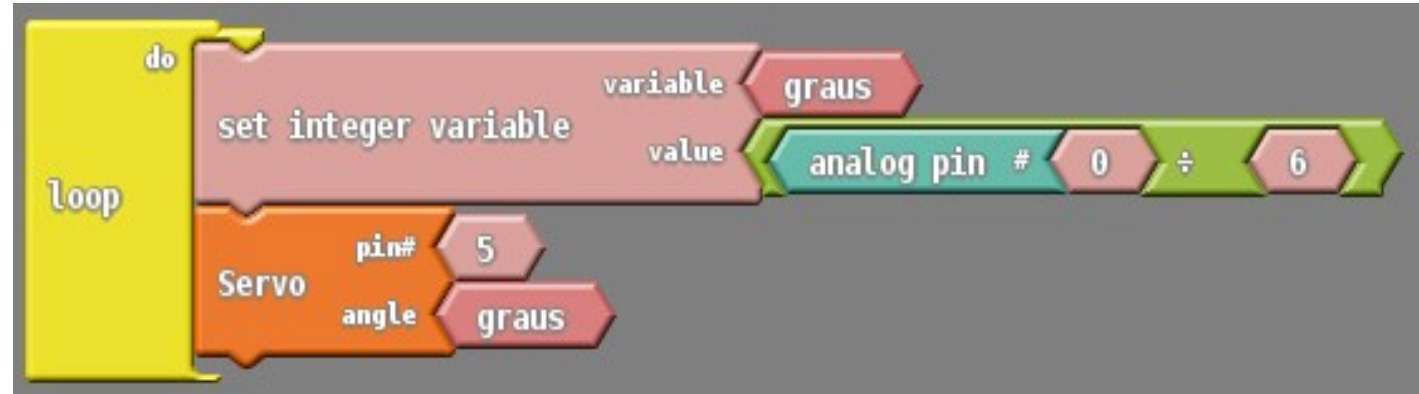 do
variable graus
set integer variable
value analog pin # 0 ÷ 6
loop
pin# 5
Servo
angle graus